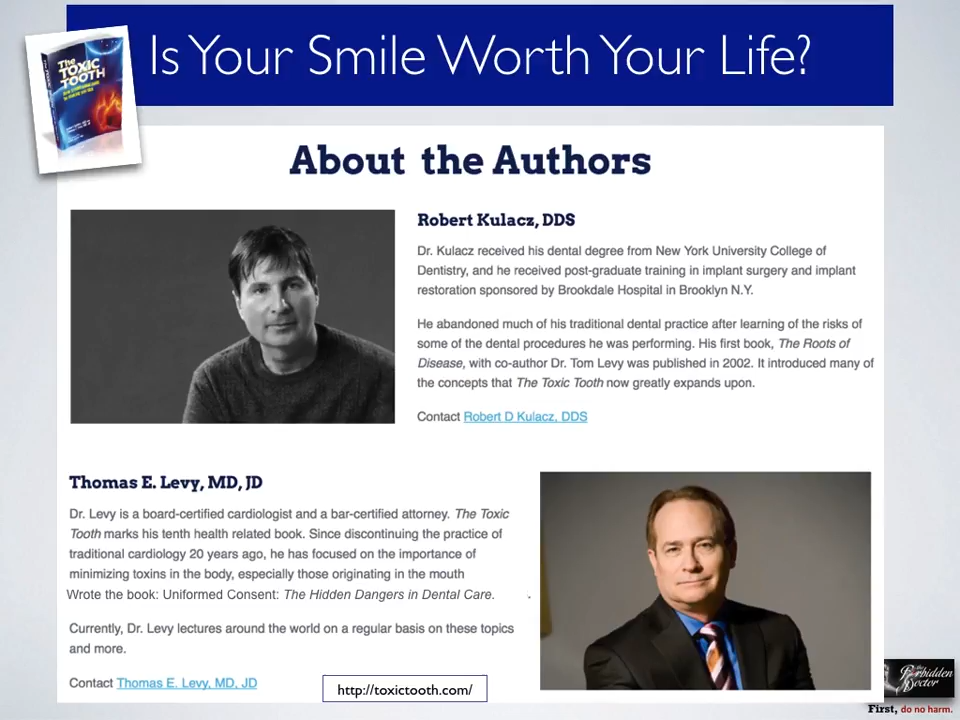 Is Your Smile Worth Your Life?
The
TOXIC
TOOTH
About the Authors
Robert Kulacz, DDS
Dr. Kulacz received his dental degree from New York University College of
Dentistry, and he received post-graduate training in implant surgery and implant
restoration sponsored by Brookdale Hospital in Brooklyn N.Y.
He abandoned much of his traditional dental practice after learning of the risks of
some of the dental procedures he was performing. His first book, The Roots of
Disease, with co-author Dr. Tom Levy was published in 2002. It introduced many of
the concepts that The Toxic Tooth now greatly expands upon.
Contact Robert D Kulacz, DDS
Thomas E. Levy, MD, JD
Dr. Levy is a board-certified cardiologist and a bar-certified attorney. The Toxic
Tooth marks his tenth health related book. Since discontinuing the practice of
traditional cardiology 20 years ago, he has focused on the importance of
minimizing toxins in the body, especially those originating in the mouth
Wrote the book: Uniformed Consent: The Hidden Dangers in Dental Care.
Currently, Dr. Levy lectures around the world on a regular basis on these topics
and more.
Contact Thomas E. Levy, MD, JD
http://toxictooth.com/
the
Forbidden
Doctor
First, do no harm.